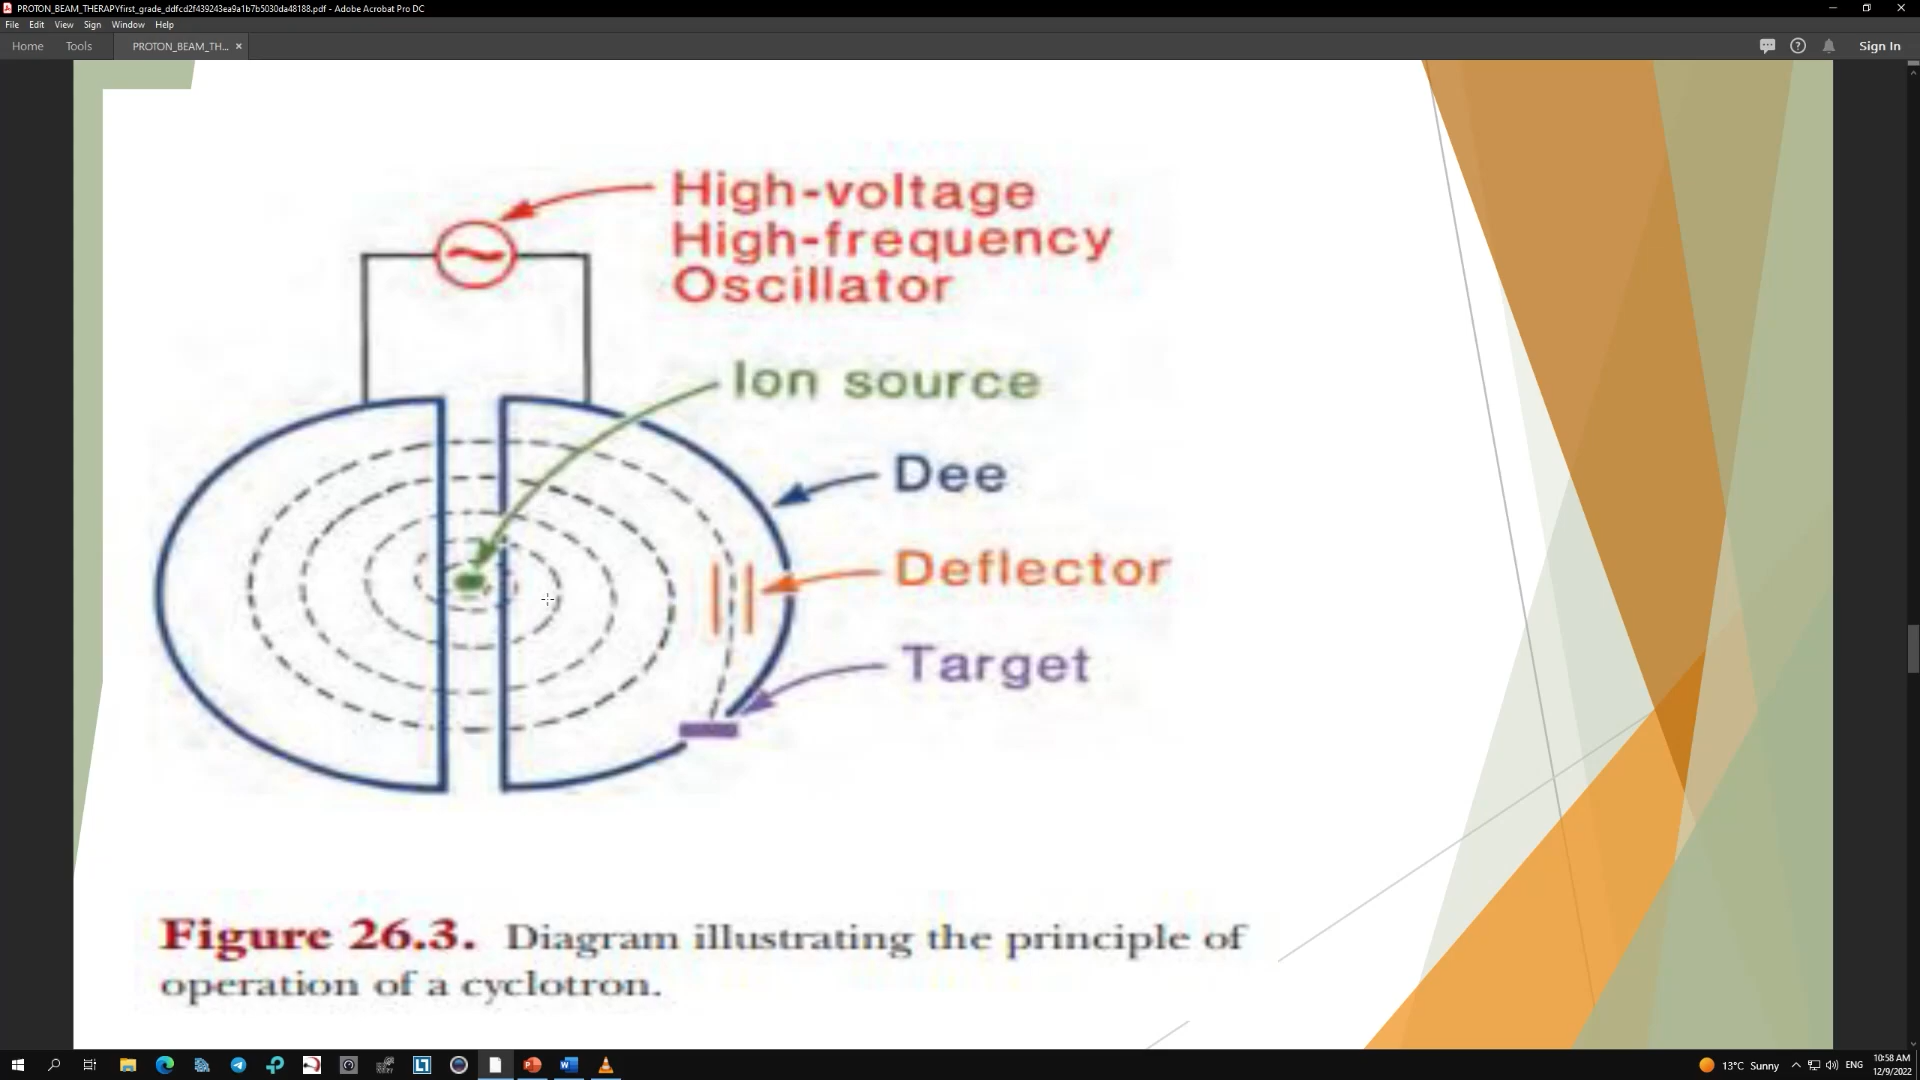 PROTON_BEAM_THERAPYfirst_grade_ddfcd2f439243ea9a1b7b5030da48188.pdf - Adobe Acrobat Pro DC
File Edit View Sign Window Help
Home Tools PROTON_BEAM_TH... × Sign In
High-voltage
High-frequency
Oscillator
Ion source
Dee
Deflector
Target
Figure 26.3. Diagram illustrating the principle of
operation of a cyclotron.
13°C Sunny ENG
10:58 AM
12/9/2022